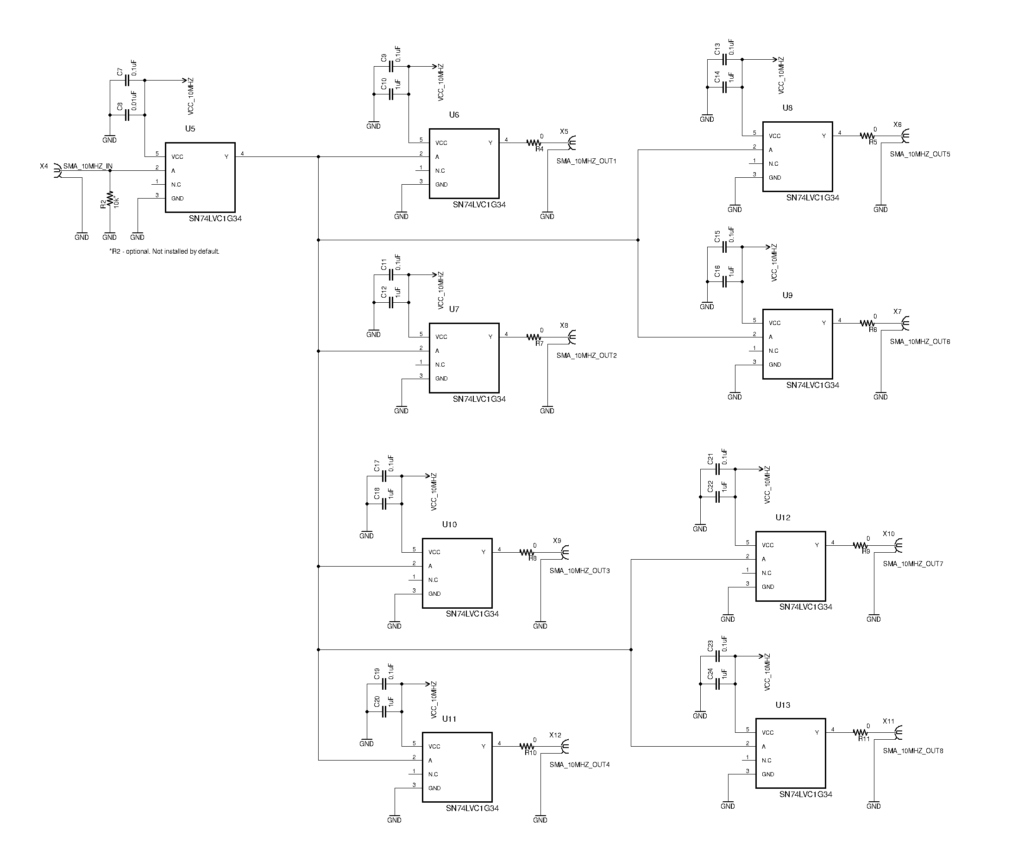 C7
0.1uF
VCC_10MHZ
C8
0.01uF
GND
U5
5 VCC Y 4
2 A
1 N.C
3 GND
SN74LVC1G34
X4
SMA_10MHZ_IN
R2
10K
GND
GND
GND
*R2 - optional. Not installed by default.
C9
0.1uF
VCC_10MHZ
C10
1uF
GND
U6
5 VCC Y 4
2 A
1 N.C
3 GND
SN74LVC1G34
0
R4
X5
SMA_10MHZ_OUT1
GND
GND
C13
0.1uF
VCC_10MHZ
C14
1uF
GND
U8
5 VCC Y 4
2 A
1 N.C
3 GND
SN74LVC1G34
0
R5
X6
SMA_10MHZ_OUT5
GND
GND
C11
0.1uF
VCC_10MHZ
C12
1uF
GND
U7
5 VCC Y 4
2 A
1 N.C
3 GND
SN74LVC1G34
0
R7
X8
SMA_10MHZ_OUT2
GND
GND
C15
0.1uF
VCC_10MHZ
C16
1uF
GND
U9
5 VCC Y 4
2 A
1 N.C
3 GND
SN74LVC1G34
0
R6
X7
SMA_10MHZ_OUT6
GND
GND
C17
0.1uF
VCC_10MHZ
C18
1uF
GND
U10
5 VCC Y 4
2 A
1 N.C
3 GND
SN74LVC1G34
0
R8
X9
SMA_10MHZ_OUT3
GND
GND
C21
0.1uF
VCC_10MHZ
C22
1uF
GND
U12
5 VCC Y 4
2 A
1 N.C
3 GND
SN74LVC1G34
0
R9
X10
SMA_10MHZ_OUT7
GND
GND
C19
0.1uF
VCC_10MHZ
C20
1uF
GND
U11
5 VCC Y 4
2 A
1 N.C
3 GND
SN74LVC1G34
0
R10
X12
SMA_10MHZ_OUT4
GND
GND
C23
0.1uF
VCC_10MHZ
C24
1uF
GND
U13
5 VCC Y 4
2 A
1 N.C
3 GND
SN74LVC1G34
0
R11
X11
SMA_10MHZ_OUT8
GND
GND